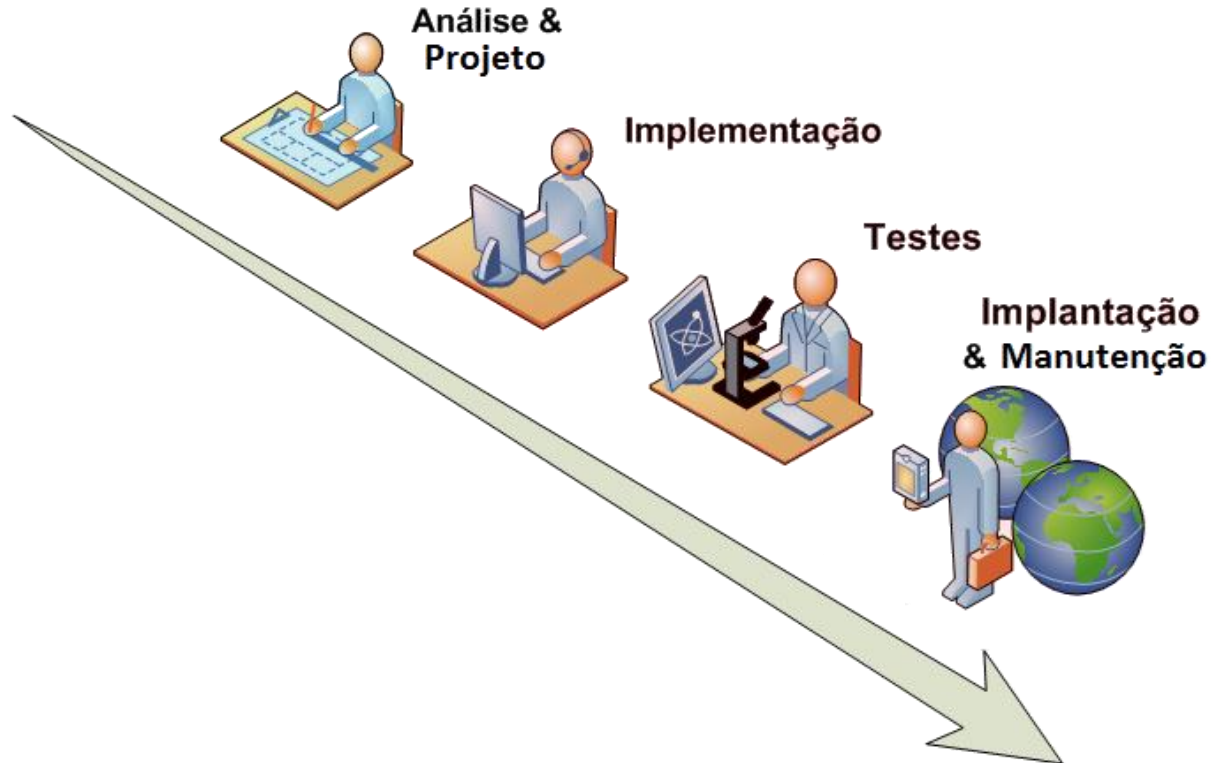 Análise &
Projeto
Implementação
Testes
Implantação
& Manutenção